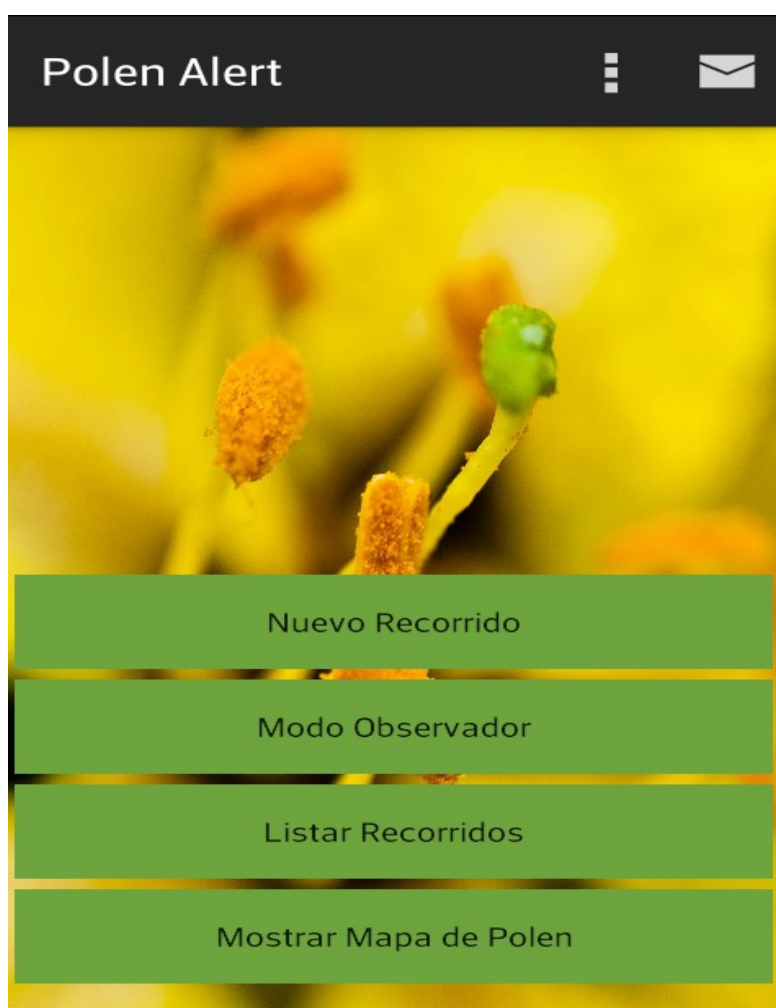 Polen Alert
Nuevo Recorrido
Modo Observador
Listar Recorridos
Mostrar Mapa de Polen